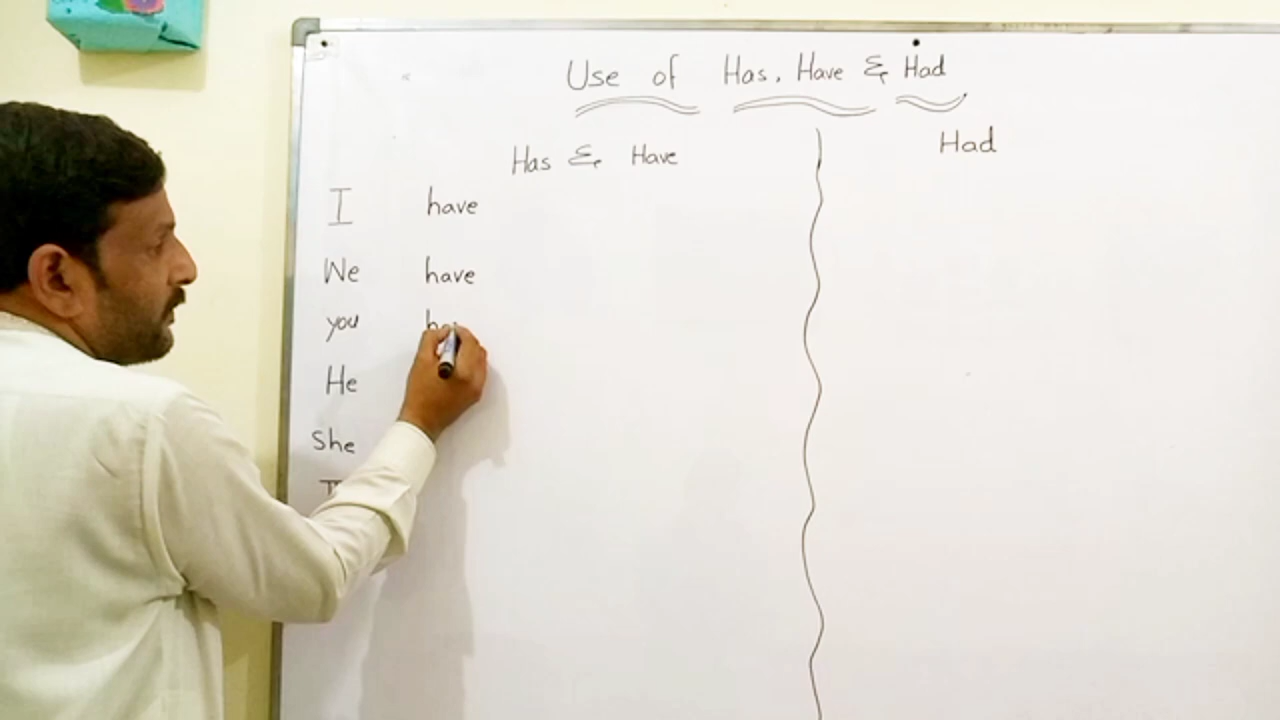 Use of Has, Have & Had
Has & Have
Had
I have
We have
you
He
She